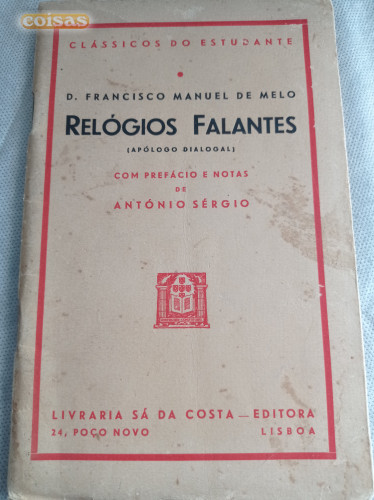 coisas
CLÁSSICOS DO ESTUDANTE
D. FRANCISCO MANUEL DE MELO
RELÓGIOS FALANTES
(APÓLOGO DIALOGAL)
COM PREFÁCIO E NOTAS
DE
ANTÓNIO SÉRGIO
LIVRARIA SÁ DA COSTA — EDITORA
24, POÇO NOVO LISBOA